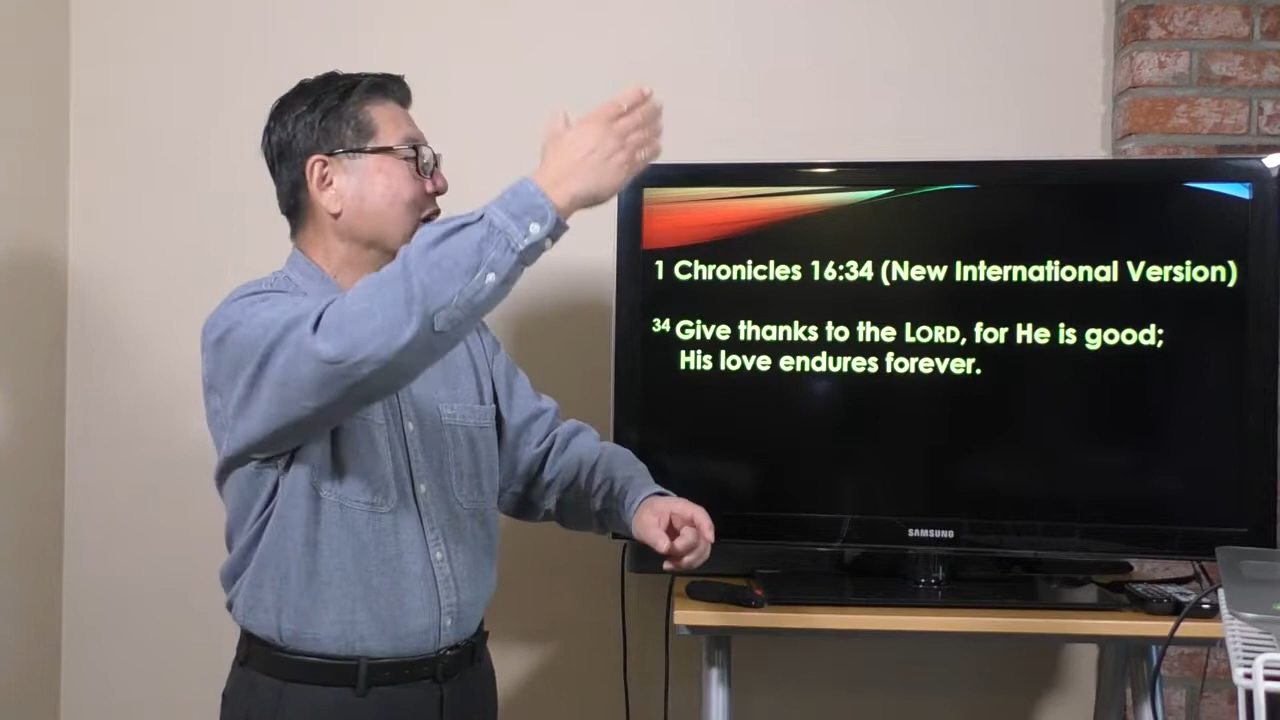 1 Chronicles 16:34 (New International Version)
34 Give thanks to the LORD, for He is good;
His love endures forever.
SAMSUNG